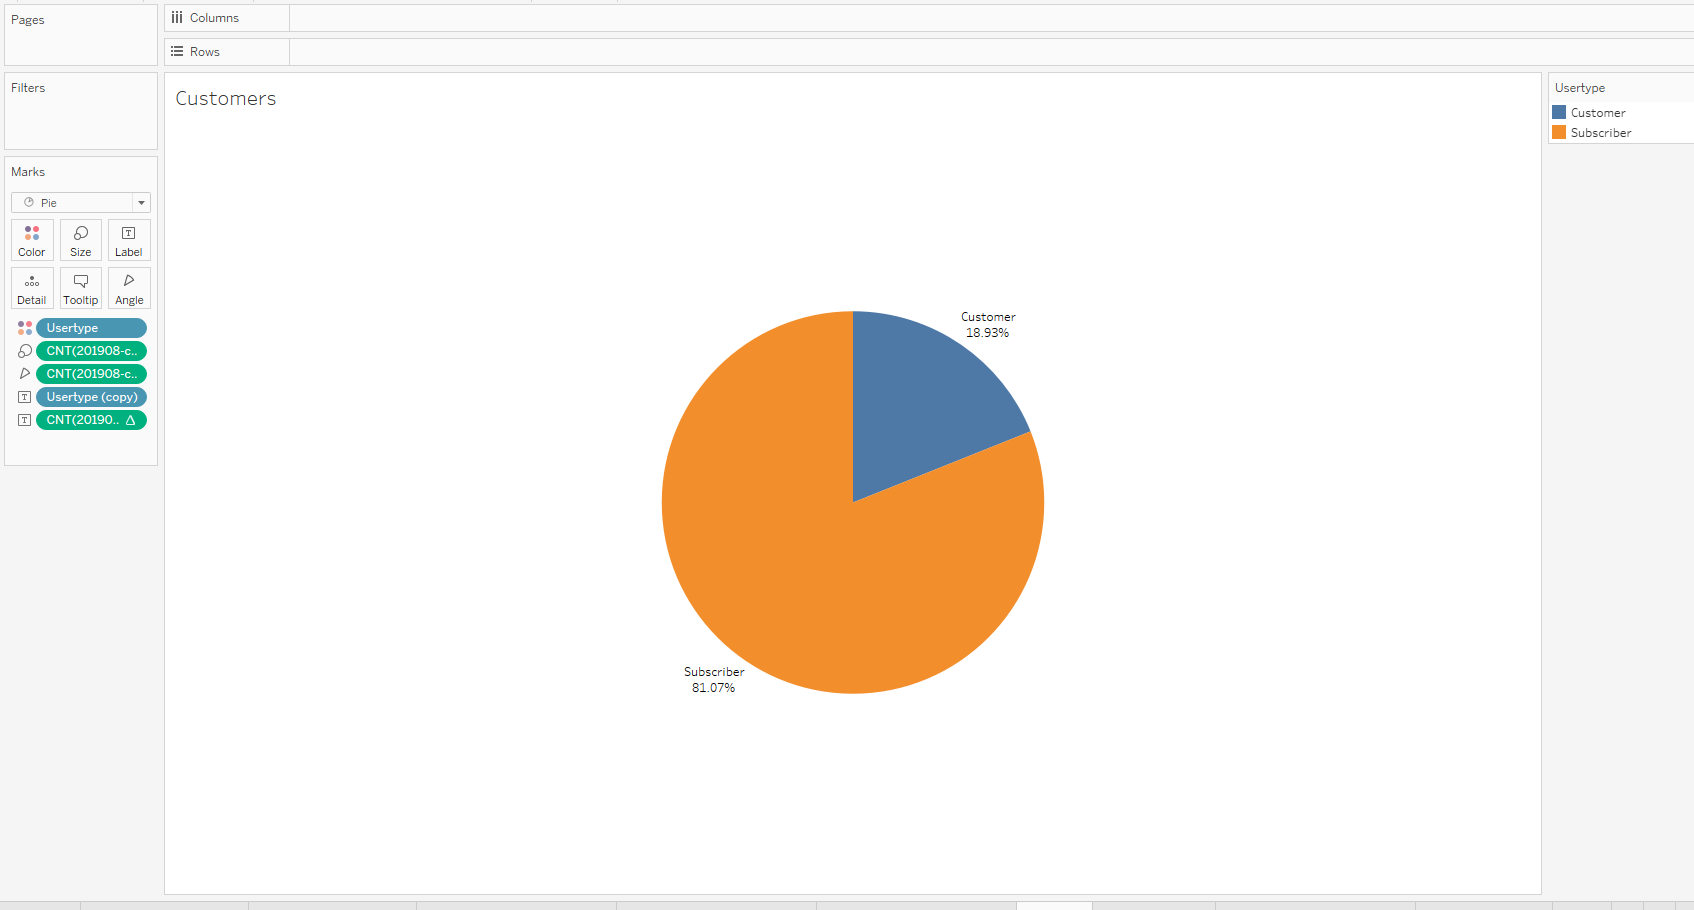 Pages
Columns
Rows
Filters
Marks
Pie
Color
Size
Label
Detail
Tooltip
Angle
Usertype
CNT(201908-c..
CNT(201908-c..
Usertype (copy)
CNT(20190..
Customers
Customer
18.93%
Subscriber
81.07%
Usertype
Customer
Subscriber